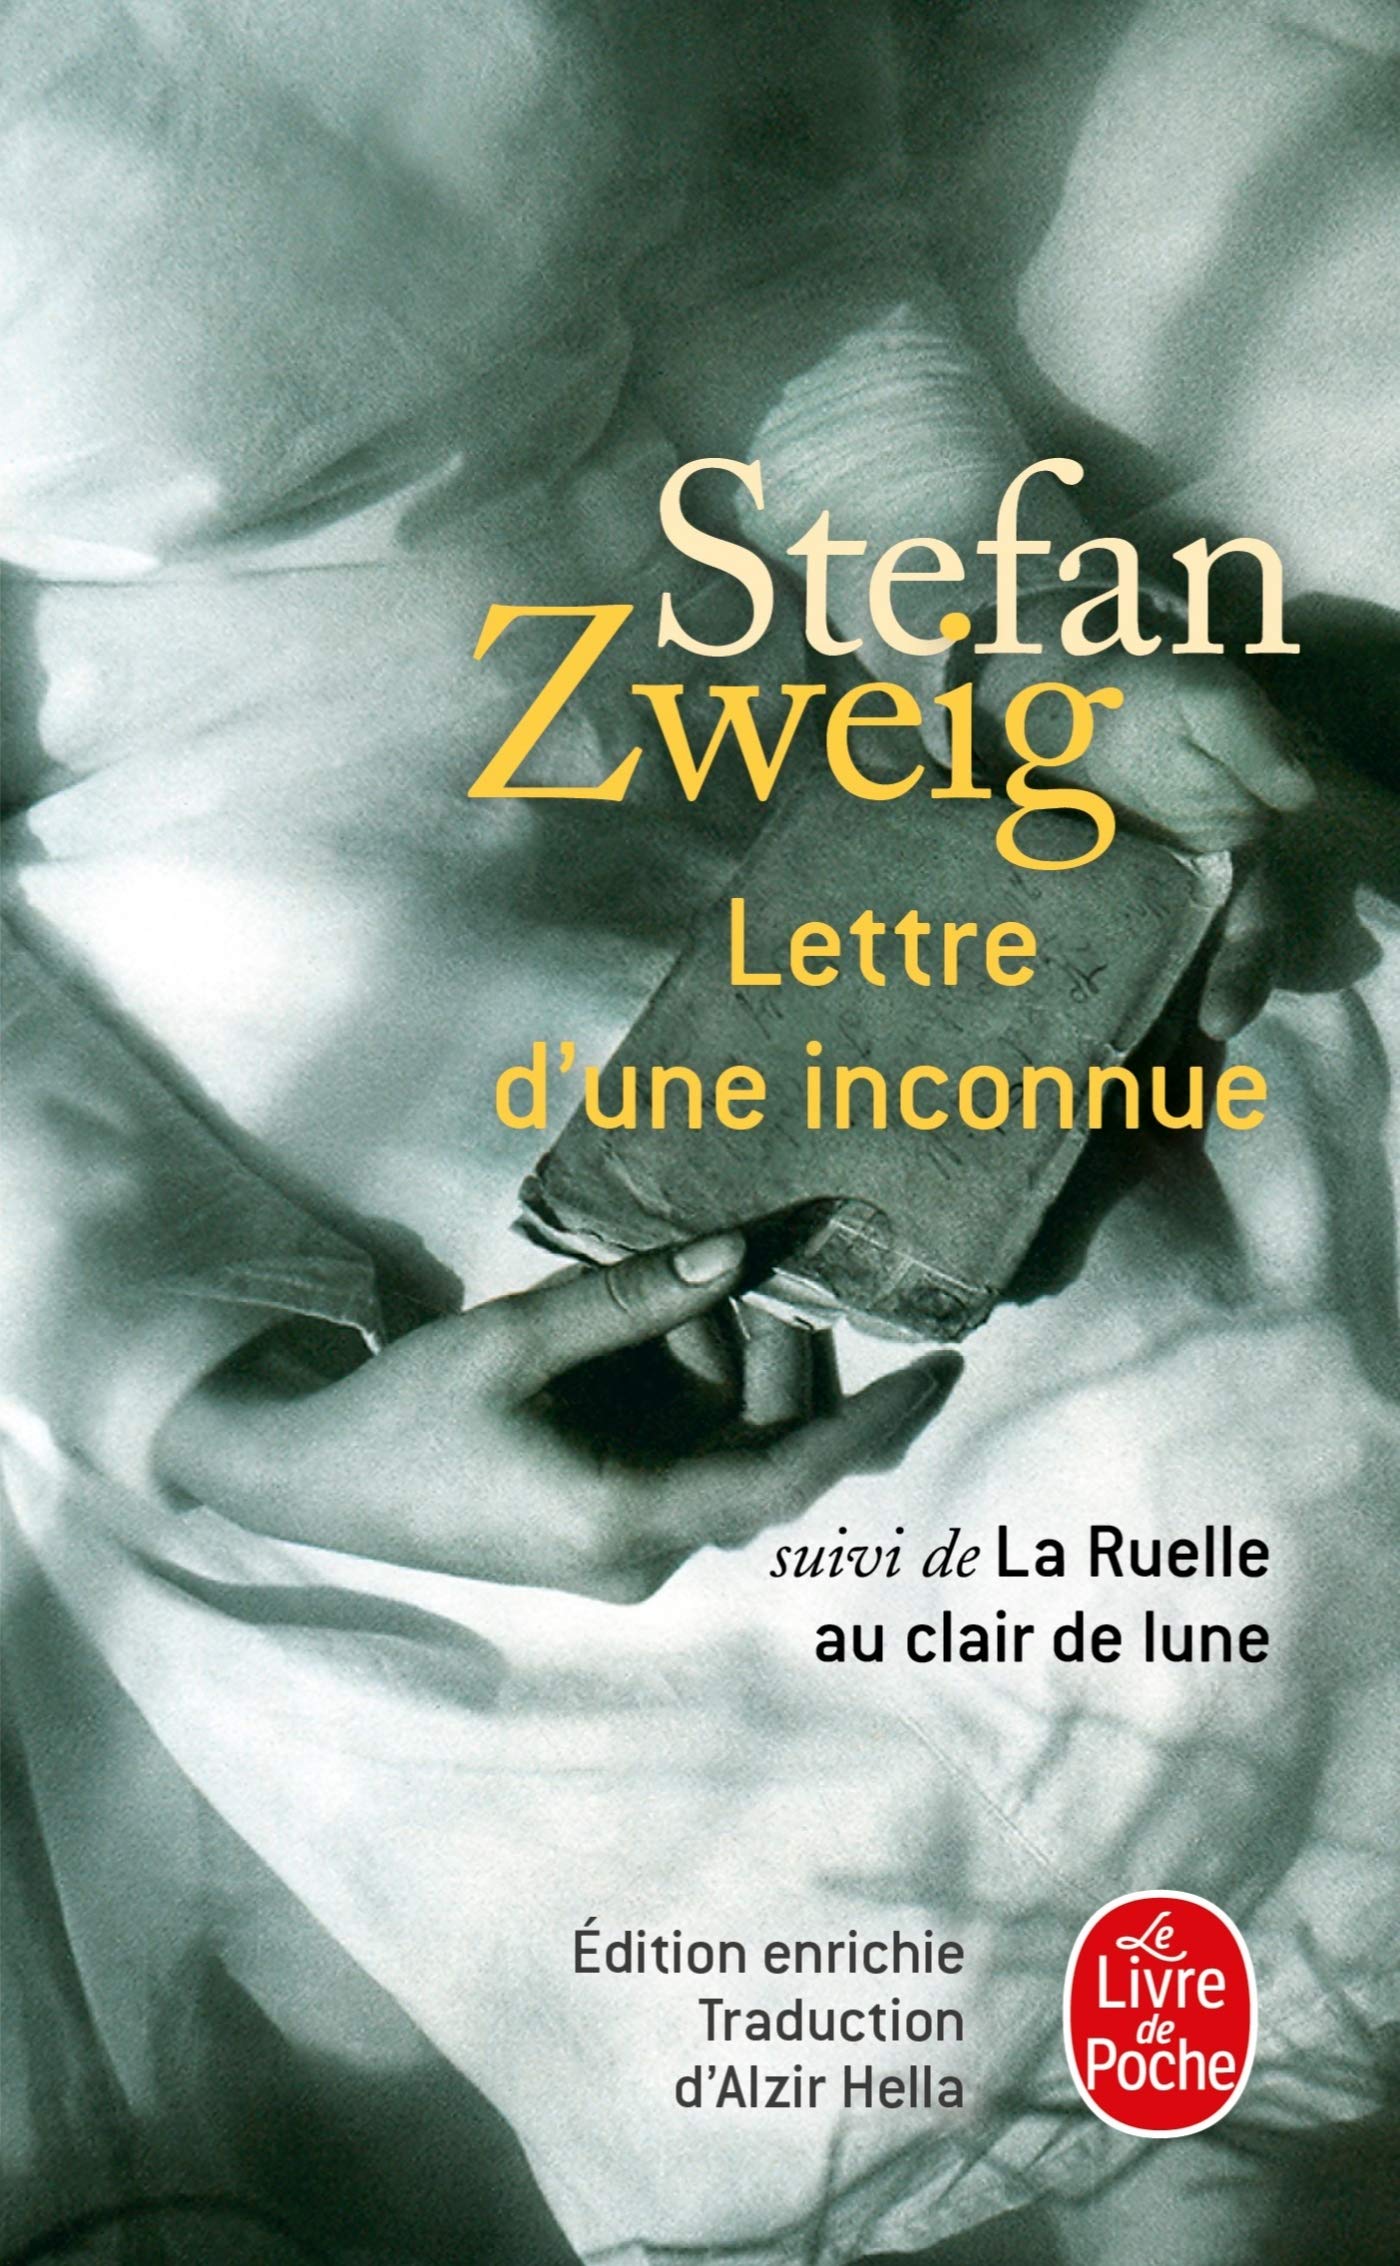 Stefan
Zweig
Lettre
d’une inconnue
suivi de La Ruelle
au clair de lune
Édition enrichie
Traduction
d’Alzir Hella
Le
Livre
de
Poche